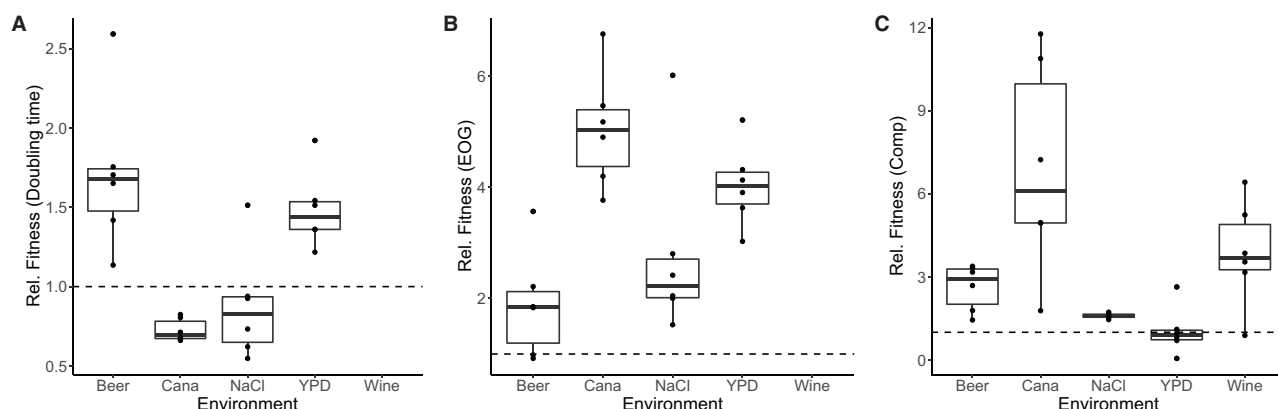 A
Rel. Fitness (Doubling time)
2.5
2.0
1.5
1.0
0.5
Beer Cana NaCl YPD Wine
Environment
B
Rel. Fitness (EOG)
6
4
2
Beer Cana NaCl YPD Wine
Environment
C
Rel. Fitness (Comp)
12
9
6
3
0
Beer Cana NaCl YPD Wine
Environment